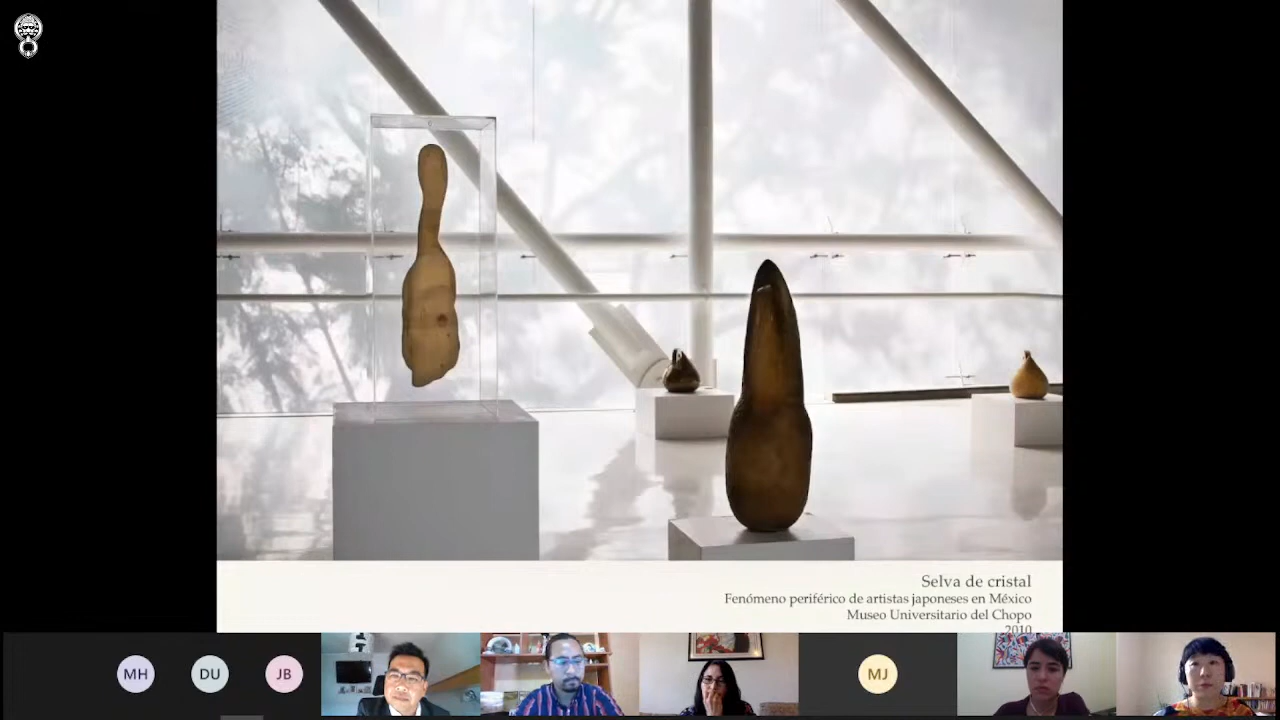 Selva de cristal
Fenómeno periférico de artistas japoneses en México
Museo Universitario del Chopo
2010
MH
DU
JB
MJ